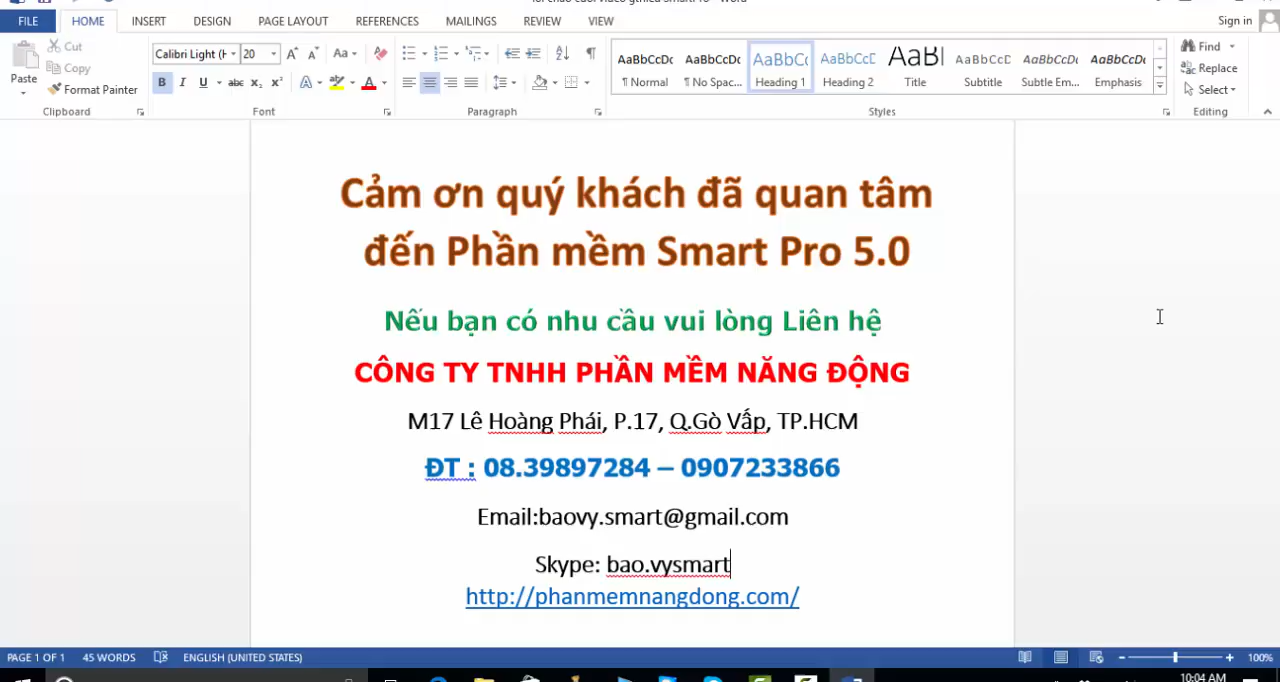 FILE HOME INSERT DESIGN PAGE LAYOUT REFERENCES MAILINGS REVIEW VIEW Sign in
Cut
Copy
Format Painter
Paste
Clipboard
Calibri Light (H 20
Font
Paragraph
AaBbCcDc AaBbCcDc AaBbC AaBbCcD AaBl AaBbCcD AaBbCcDc AaBbCcDc
¶ Normal ¶ No Spac... Heading 1 Heading 2 Title Subtitle Subtle Em... Emphasis
Styles
Find
Replace
Select
Editing
Cảm ơn quý khách đã quan tâm
đến Phần mềm Smart Pro 5.0
Nếu bạn có nhu cầu vui lòng Liên hệ
CÔNG TY TNHH PHẦN MỀM NĂNG ĐỘNG
M17 Lê Hoàng Phái, P.17, Q.Gò Vấp, TP.HCM
ĐT : 08.39897284 – 0907233866
Email:baovy.smart@gmail.com
Skype: bao.vysmart
http://phanmemnangdong.com/
PAGE 1 OF 1 45 WORDS ENGLISH (UNITED STATES) 100%
10:04 AM